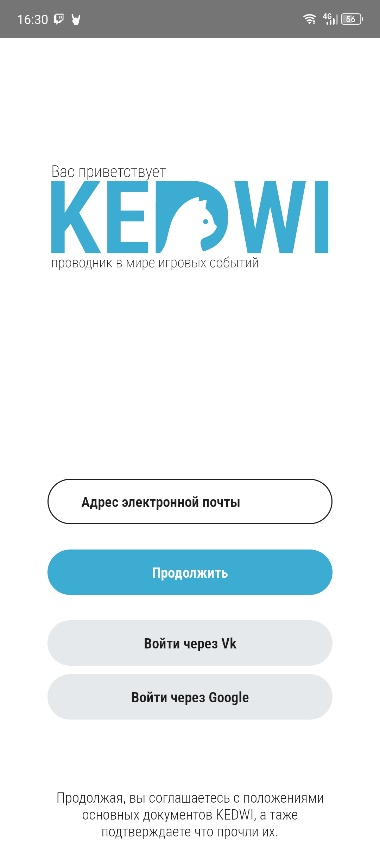 16:30
4G
56
Вас приветствует
KEDWI
проводник в мире игровых событий
Адрес электронной почты
Продолжить
Войти через Vk
Войти через Google
Продолжая, вы соглашаетесь с положениями
основных документов KEDWI, а таже
подтверждаете что прочли их.